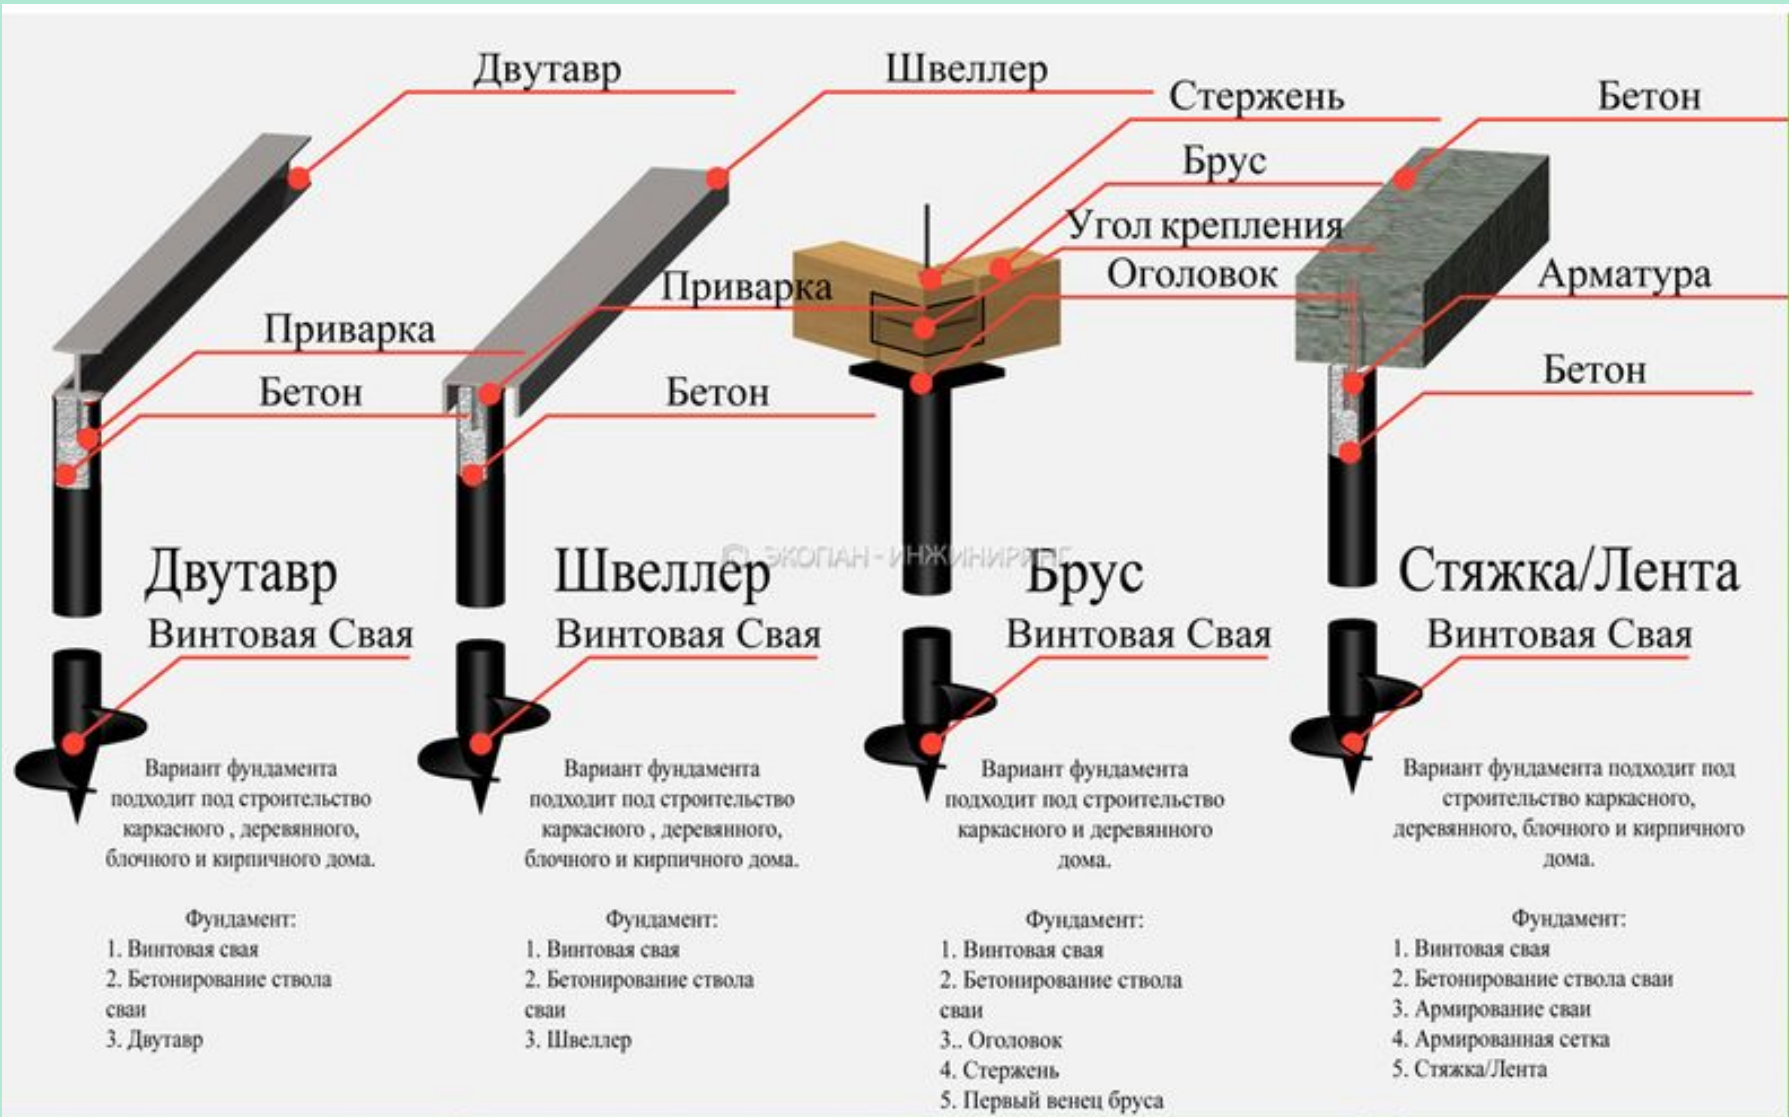 Двутавр
Швеллер
Стержень
Бетон
Брус
Угол крепления
Оголовок
Арматура
Приварка
Приварка
Бетон
Бетон
Бетон
ЭКОПАН - ИНЖИНИРИНГ
Двутавр
Швеллер
Брус
Стяжка/Лента
Винтовая Свая
Винтовая Свая
Винтовая Свая
Винтовая Свая
Вариант фундамента
подходит под строительство
каркасного , деревянного,
блочного и кирпичного дома.
Фундамент:
1. Винтовая свая
2. Бетонирование ствола
сваи
3. Двутавр
Вариант фундамента
подходит под строительство
каркасного , деревянного,
блочного и кирпичного дома.
Фундамент:
1. Винтовая свая
2. Бетонирование ствола
сваи
3. Швеллер
Вариант фундамента
подходит под строительство
каркасного и деревянного
дома.
Фундамент:
1. Винтовая свая
2. Бетонирование ствола
сваи
3.. Оголовок
4. Стержень
5. Первый венец бруса
Вариант фундамента подходит под
строительство каркасного,
деревянного, блочного и кирпичного
дома.
Фундамент:
1. Винтовая свая
2. Бетонирование ствола сваи
3. Армирование сваи
4. Армированная сетка
5. Стяжка/Лента